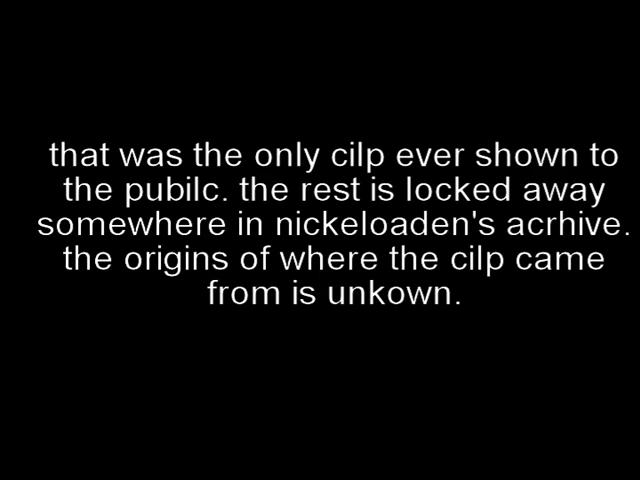 that was the only cilp ever shown to
the pubilc. the rest is locked away
somewhere in nickeloaden's acrhive.
the origins of where the cilp came
from is unkown.